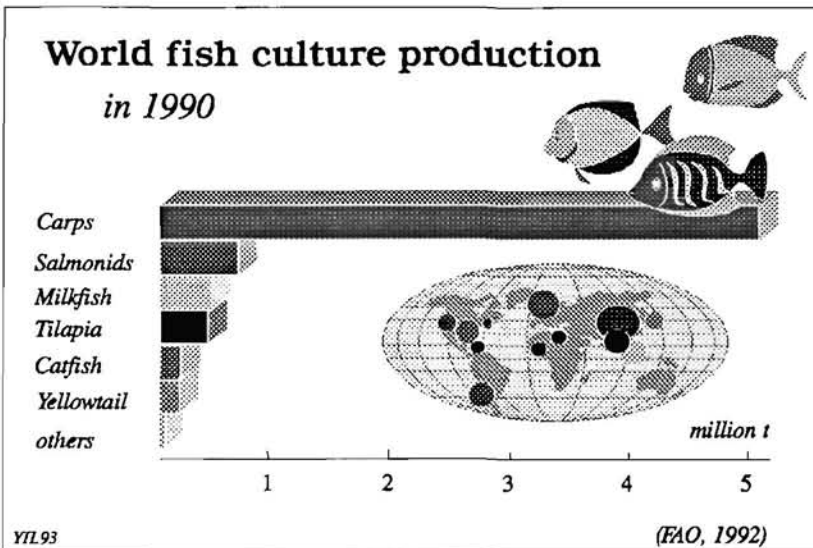 World fish culture production
in 1990
Carps
Salmonids
Milkfish
Tilapia
Catfish
Yellowtail
others
million t
1 2 3 4 5
YTL93
(FAO, 1992)